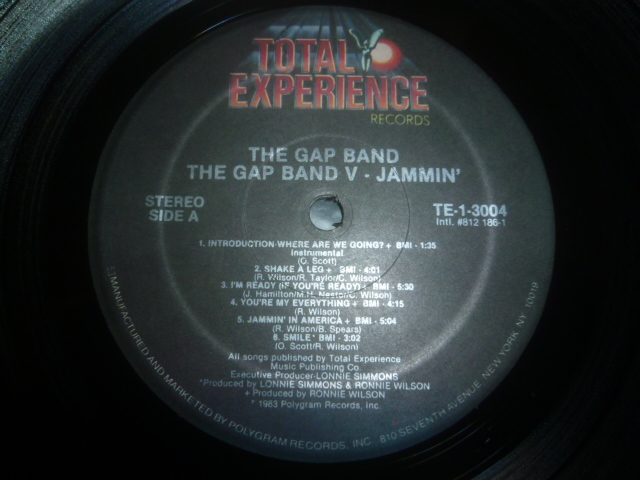 TOTAL
EXPERIENCE
RECORDS
THE GAP BAND
THE GAP BAND V - JAMMIN'
STEREO
SIDE A
TE-1-3004
Intl. #812 186-1
1. INTRODUCTION-WHERE ARE WE GOING? + BMI - 1:35
Instrumental
(O. Scott)
2. SHAKE A LEG + BMI - 4:01
(R. Wilson/R. Taylor/C. Wilson)
3. I'M READY (IF YOU'RE READY) + BMI - 5:30
(J. Hamilton/M.H. Nestor/C. Wilson)
4. YOU'RE MY EVERYTHING + BMI - 4:15
(R. Wilson)
5. JAMMIN' IN AMERICA + BMI - 5:04
(R. Wilson/B. Spears)
6. SMILE* BMI - 3:02
(O. Scott/R. Wilson)
All songs published by Total Experience
Music Publishing Co.
Executive Producer-LONNIE SIMMONS
*Produced by LONNIE SIMMONS & RONNIE WILSON
+ Produced by RONNIE WILSON
° 1983 Polygram Records, Inc.
MANUFACTURED AND MARKETED BY POLYGRAM RECORDS, INC. 810 SEVENTH AVENUE, NEW YORK, NY. 10019